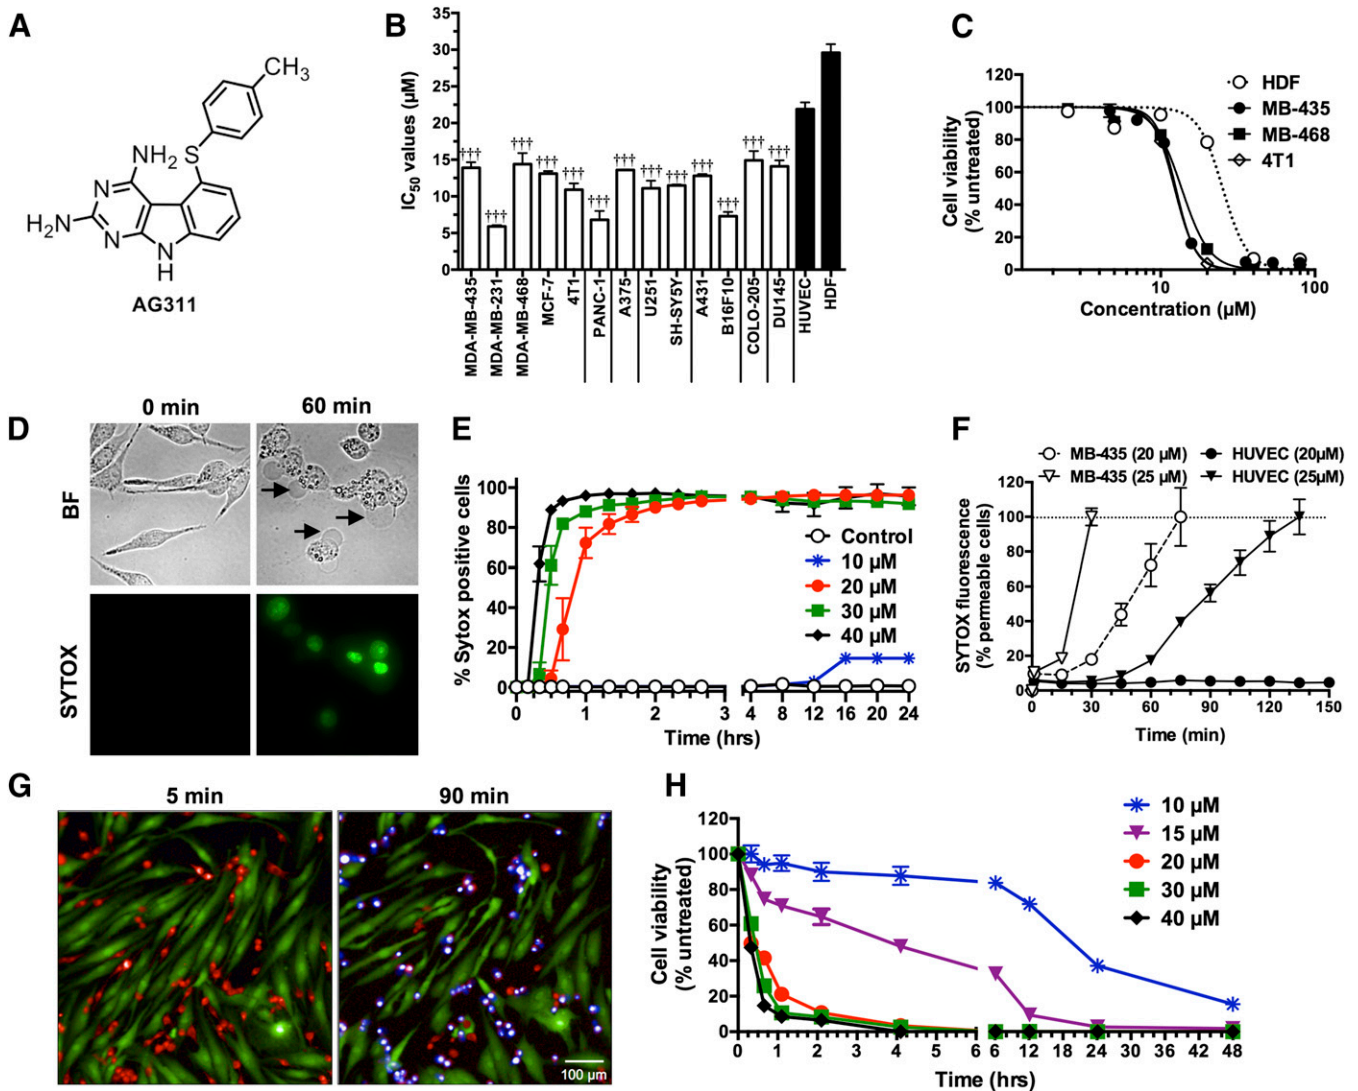 A
CH3
NH2
S
N
H2N
N
N
H
AG311
B
IC50 values (µM)
35
30
25
20
15
10
5
0
†††
†††
†††
†††
†††
†††
†††
†††
†††
†††
†††
†††
†††
MDA-MB-435
MDA-MB-231
MDA-MB-468
MCF-7
4T1
PANC-1
A375
U251
SH-SY5Y
A431
B16F10
COLO-205
DU145
HUVEC
HDF
C
Cell viability
(% untreated)
120
100
80
60
40
20
0
10
100
Concentration (µM)
HDF
MB-435
MB-468
4T1
D
0 min
60 min
BF
SYTOX
E
% Sytox positive cells
100
80
60
40
20
0
0
1
2
3
4
8
12
16
20
24
Time (hrs)
Control
10 µM
20 µM
30 µM
40 µM
F
MB-435 (20 µM)
HUVEC (20µM)
MB-435 (25 µM)
HUVEC (25µM)
SYTOX fluorescence
(% permeable cells)
120
100
80
60
40
20
0
0
30
60
90
120
150
Time (min)
G
5 min
90 min
100 µm
H
Cell viability
(% untreated)
120
100
80
60
40
20
0
0
1
2
3
4
5
6
6
12
18
24
30
36
42
48
Time (hrs)
10 µM
15 µM
20 µM
30 µM
40 µM